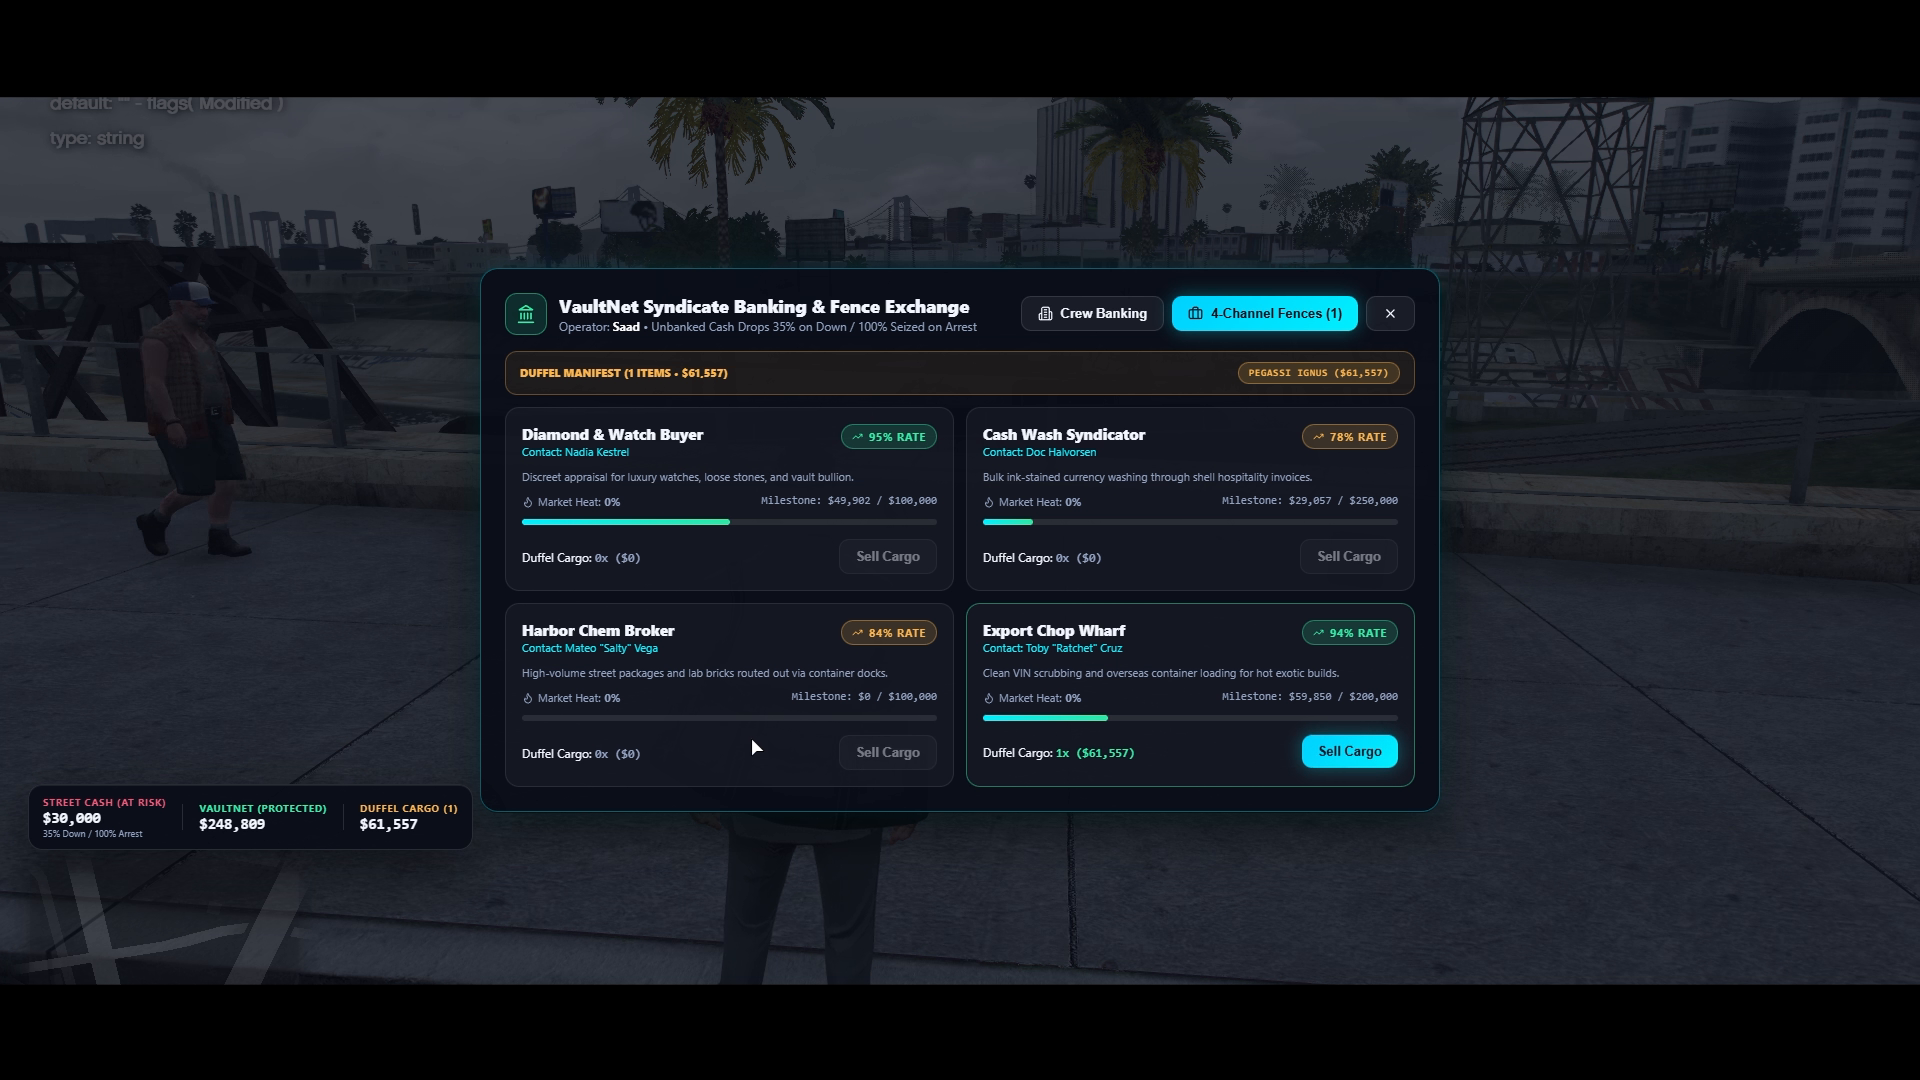 default: "" - flags( Modified )
type: string
VaultNet Syndicate Banking & Fence Exchange
Operator: Saad • Unbanked Cash Drops 35% on Down / 100% Seized on Arrest
Crew Banking
4-Channel Fences (1)
DUFFEL MANIFEST (1 ITEMS • $61,557)
PEGASSI IGNUS ($61,557)
Diamond & Watch Buyer
95% RATE
Contact: Nadia Kestrel
Discreet appraisal for luxury watches, loose stones, and vault bullion.
Market Heat: 0%
Milestone: $49,902 / $100,000
Duffel Cargo: 0x ($0)
Sell Cargo
Cash Wash Syndicator
78% RATE
Contact: Doc Halvorsen
Bulk ink-stained currency washing through shell hospitality invoices.
Market Heat: 0%
Milestone: $29,057 / $250,000
Duffel Cargo: 0x ($0)
Sell Cargo
Harbor Chem Broker
84% RATE
Contact: Mateo "Salty" Vega
High-volume street packages and lab bricks routed out via container docks.
Market Heat: 0%
Milestone: $0 / $100,000
Duffel Cargo: 0x ($0)
Sell Cargo
Export Chop Wharf
94% RATE
Contact: Toby "Ratchet" Cruz
Clean VIN scrubbing and overseas container loading for hot exotic builds.
Market Heat: 0%
Milestone: $59,850 / $200,000
Duffel Cargo: 1x ($61,557)
Sell Cargo
STREET CASH (AT RISK)
$30,000
35% Down / 100% Arrest
VAULTNET (PROTECTED)
$248,809
DUFFEL CARGO (1)
$61,557